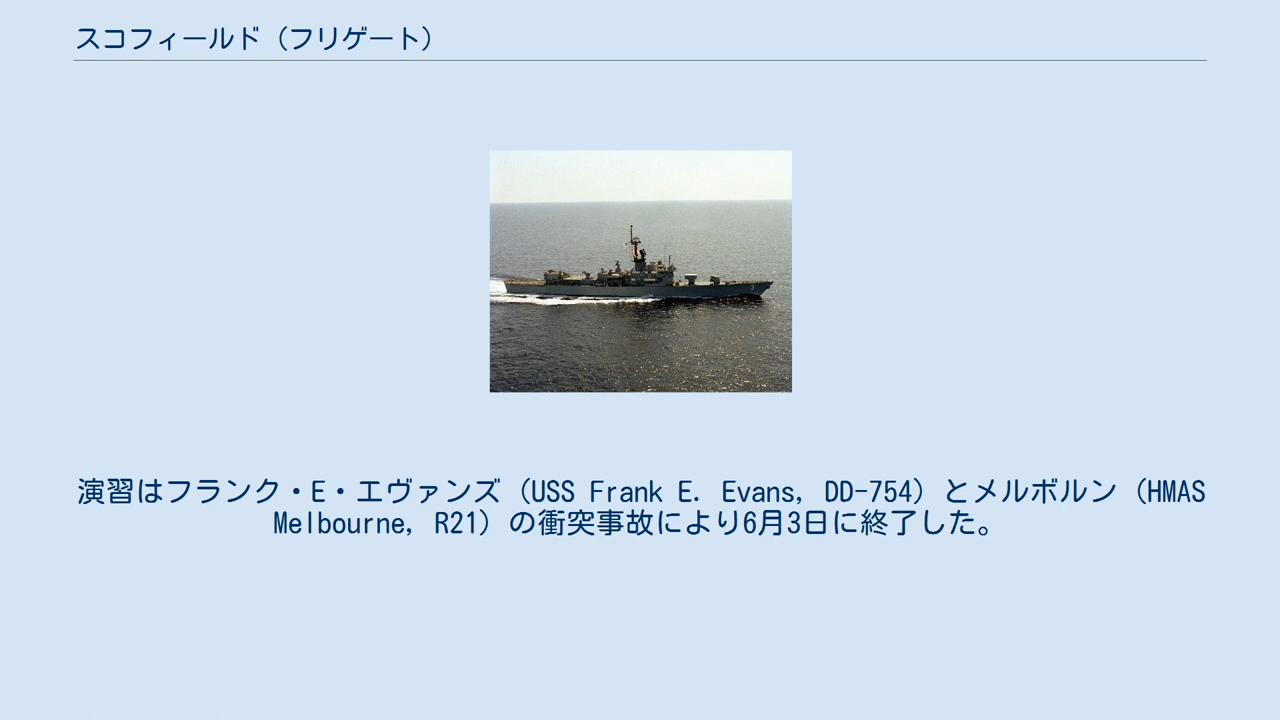 スコフィールド（フリゲート）
3
演習はフランク・E・エヴァンズ（USS Frank E. Evans, DD-754）とメルボルン（HMAS
Melbourne, R21）の衝突事故により6月3日に終了した。